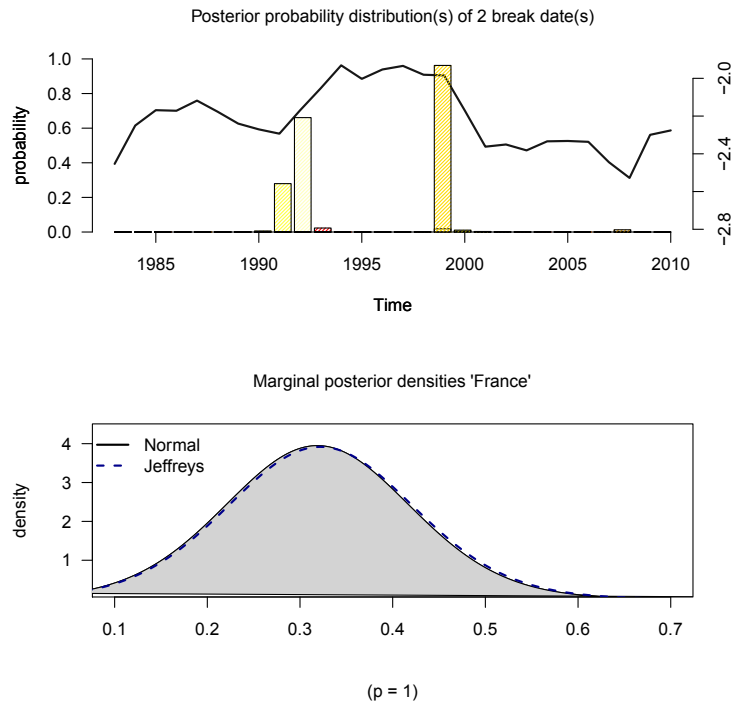 Posterior probability distribution(s) of 2 break date(s)
probability
1.0
0.8
0.6
0.4
0.2
0.0
−2.0
−2.4
−2.8
1985 1990 1995 2000 2005 2010
Time
Marginal posterior densities 'France'
density
4
3
2
1
Normal
Jeffreys
0.1 0.2 0.3 0.4 0.5 0.6 0.7
(p = 1)